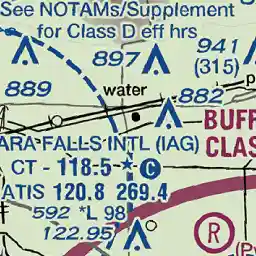 See NOTAMs/Supplement
for Class D eff hrs
897
941
(315)
889
water
882
BUFF
ARA FALLS INTL (IAG)
CLAS
CT - 118.5 * C
ATIS 120.8 269.4
592 *L 98
122.95
R